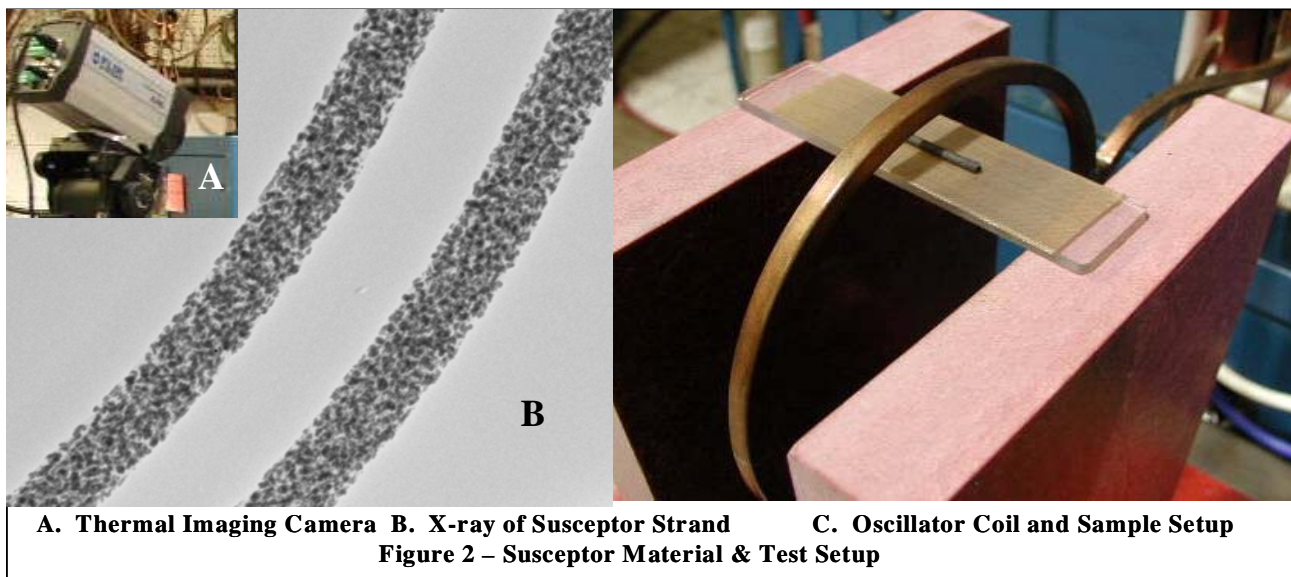 A
B
A. Thermal Imaging Camera B. X-ray of Susceptor Strand C. Oscillator Coil and Sample Setup
Figure 2 – Susceptor Material & Test Setup